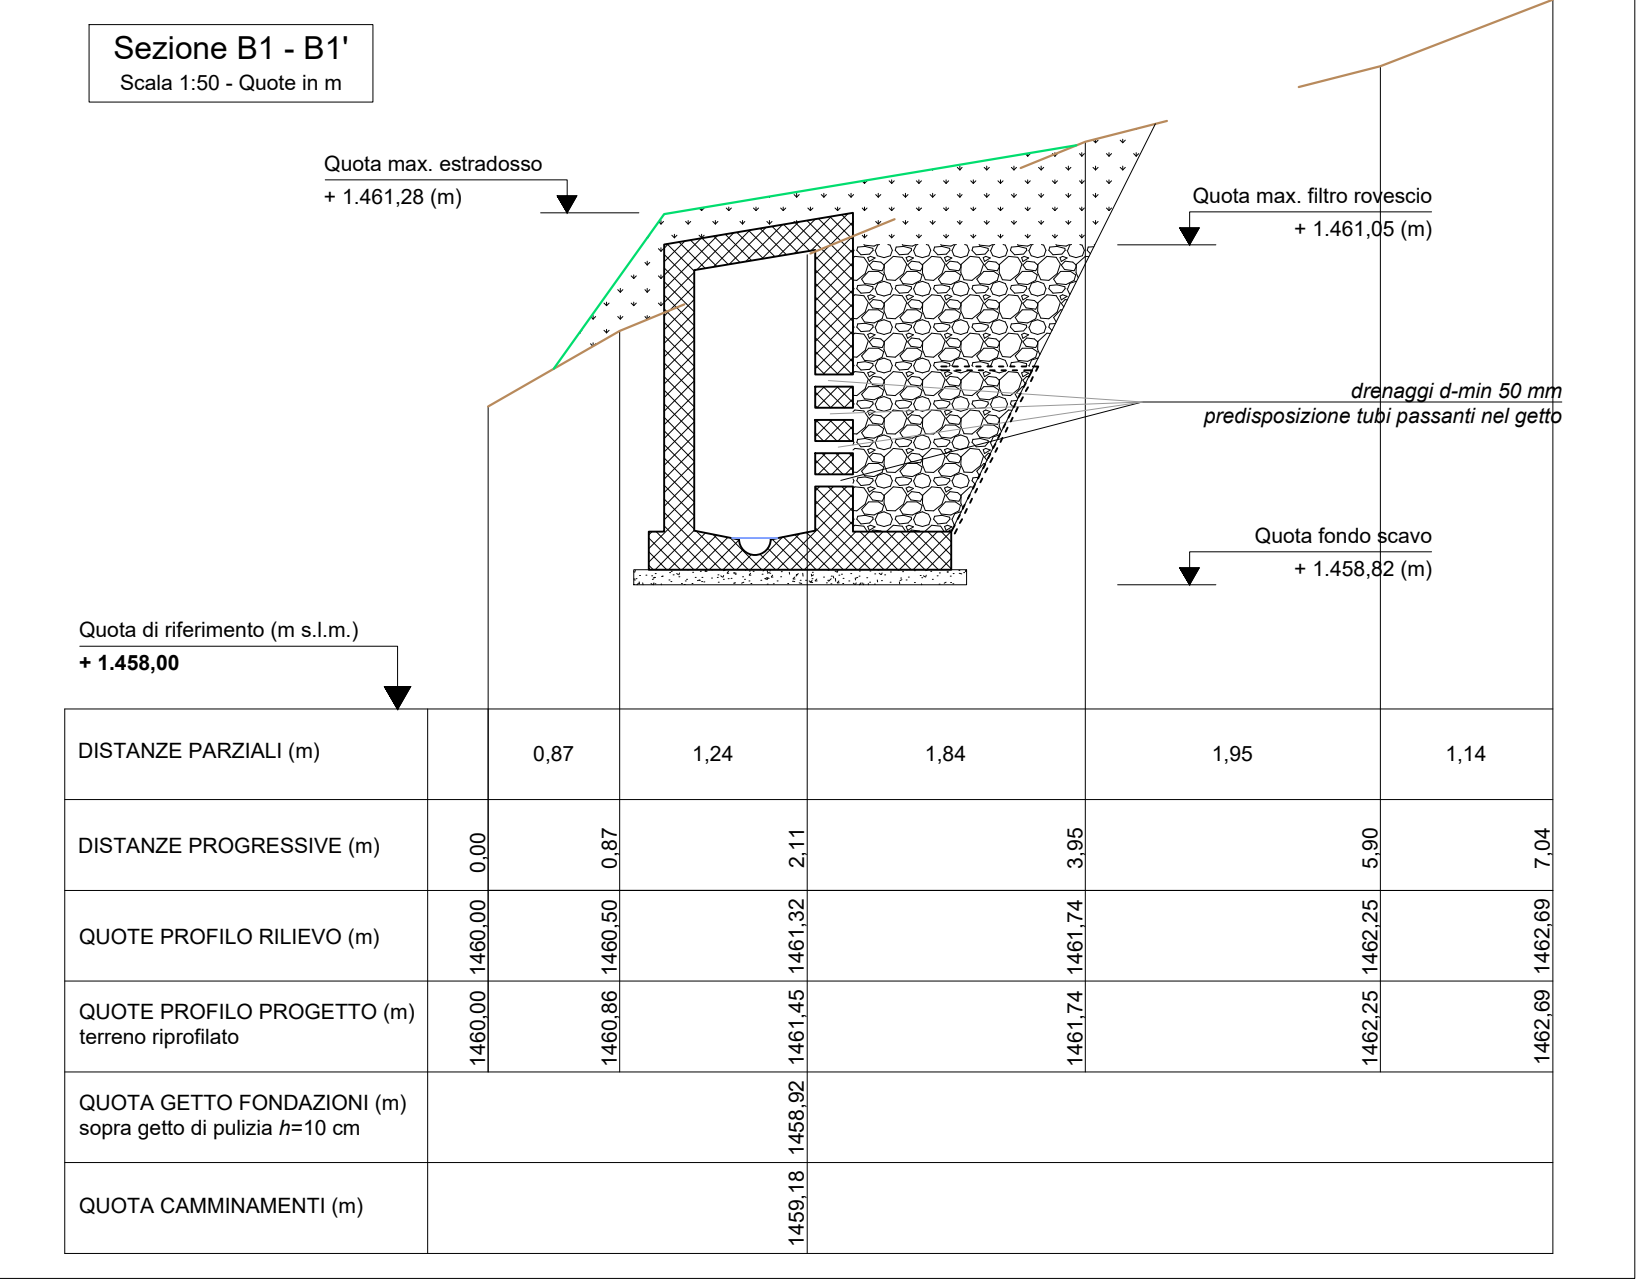 Sezione B1 - B1'
Scala 1:50 - Quote in m
Quota max. estradosso
+ 1.461,28 (m)
Quota max. filtro rovescio
+ 1.461,05 (m)
drenaggi d-min 50 mm
predisposizione tubi passanti nel getto
Quota fondo scavo
+ 1.458,82 (m)
Quota di riferimento (m s.l.m.)
+ 1.458,00
DISTANZE PARZIALI (m) 0,87 1,24 1,84 1,95 1,14
DISTANZE PROGRESSIVE (m) 0,00 0,87 2,11 3,95 5,90 7,04
QUOTE PROFILO RILIEVO (m) 1460,00 1460,50 1461,32 1461,74 1462,25 1462,69
QUOTE PROFILO PROGETTO (m)
terreno riprofilato
1460,00 1460,86 1461,45 1461,74 1462,25 1462,69
QUOTA GETTO FONDAZIONI (m)
sopra getto di pulizia h=10 cm
1458,92
QUOTA CAMMINAMENTI (m) 1459,18